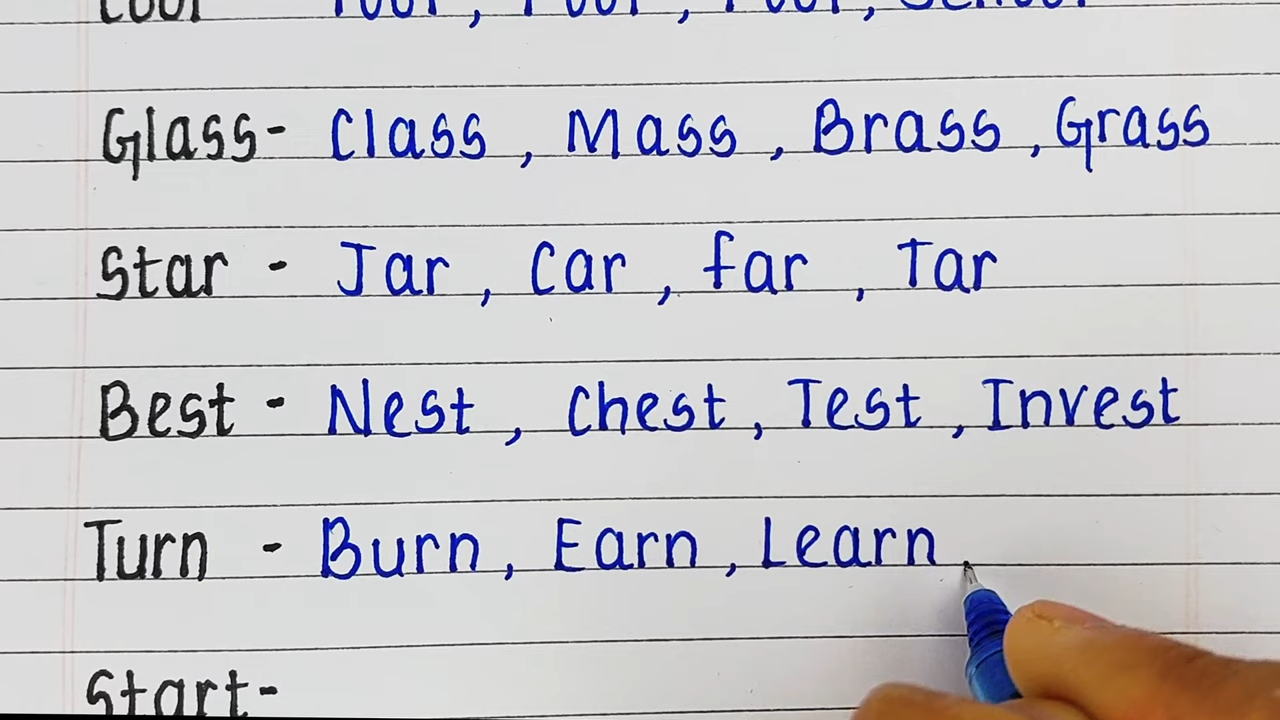 Glass- Class, Mass, Brass, Grass
Star - Jar, Car, far, Tar
Best - Nest, Chest, Test, Invest
Turn - Burn, Earn, Learn,
Start-